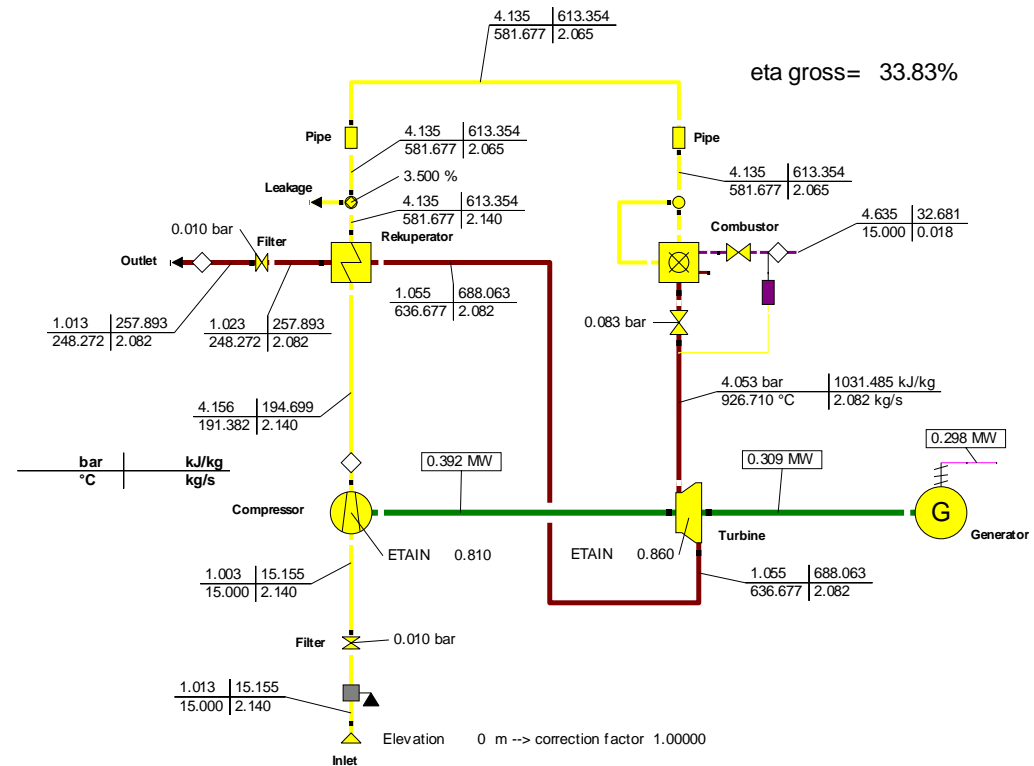 4.135 613.354
581.677 2.065
eta gross= 33.83%
Pipe
4.135 613.354
581.677 2.065
Pipe
Leakage
3.500 %
4.135 613.354
581.677 2.065
4.135 613.354
581.677 2.140
0.010 bar
Filter
Rekuperator
Combustor
4.635 32.681
15.000 0.018
Outlet
1.013 257.893
248.272 2.082
1.023 257.893
248.272 2.082
1.055 688.063
636.677 2.082
0.083 bar
4.053 bar 1031.485 kJ/kg
926.710 °C 2.082 kg/s
4.156 194.699
191.382 2.140
bar kJ/kg
°C kg/s
0.392 MW
0.309 MW
0.298 MW
Compressor
G
Generator
Turbine
ETAIN 0.810
ETAIN 0.860
1.003 15.155
15.000 2.140
1.055 688.063
636.677 2.082
Filter
0.010 bar
1.013 15.155
15.000 2.140
Elevation 0 m --> correction factor 1.00000
Inlet